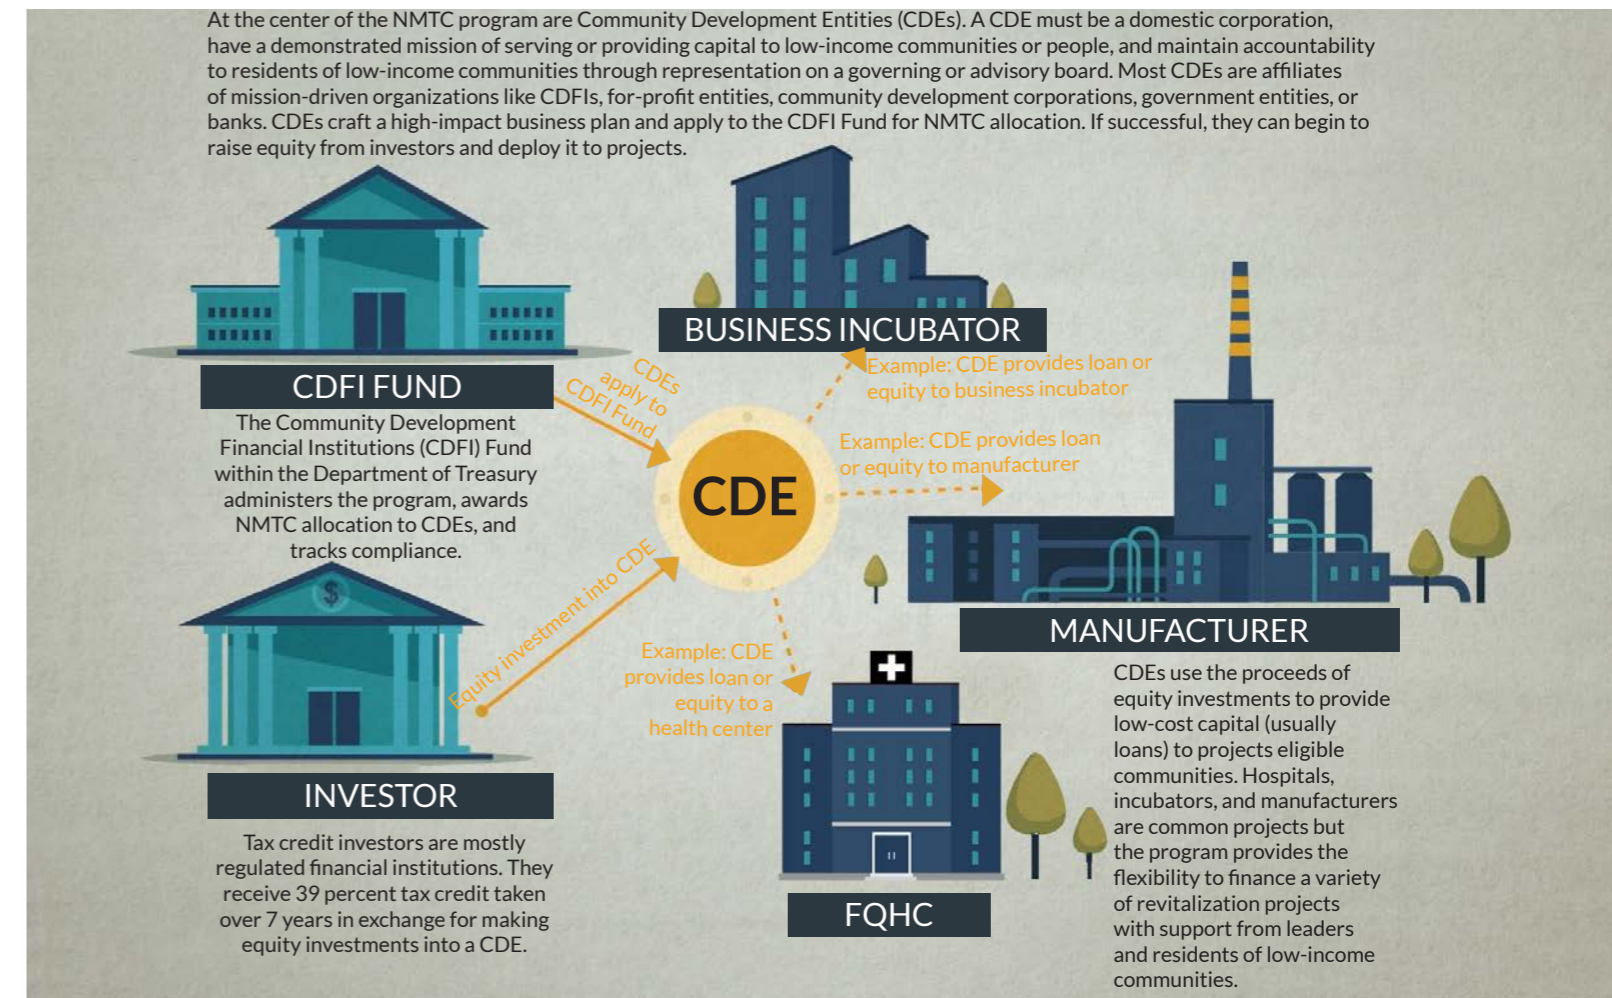 At the center of the NMTC program are Community Development Entities (CDEs). A CDE must be a domestic corporation,
have a demonstrated mission of serving or providing capital to low-income communities or people, and maintain accountability
to residents of low-income communities through representation on a governing or advisory board. Most CDEs are affiliates
of mission-driven organizations like CDFIs, for-profit entities, community development corporations, government entities, or
banks. CDEs craft a high-impact business plan and apply to the CDFI Fund for NMTC allocation. If successful, they can begin to
raise equity from investors and deploy it to projects.
CDFI FUND
The Community Development
Financial Institutions (CDFI) Fund
within the Department of Treasury
administers the program, awards
NMTC allocation to CDEs, and
tracks compliance.
CDEs
apply to
CDFI Fund
BUSINESS INCUBATOR
Example: CDE provides loan or
equity to business incubator
Example: CDE provides loan
or equity to manufacturer
CDE
$
Equity investment into CDE
INVESTOR
Tax credit investors are mostly
regulated financial institutions. They
receive 39 percent tax credit taken
over 7 years in exchange for making
equity investments into a CDE.
Example: CDE
provides loan or
equity to a
health center
FQHC
MANUFACTURER
CDEs use the proceeds of
equity investments to provide
low-cost capital (usually
loans) to projects eligible
communities. Hospitals,
incubators, and manufacturers
are common projects but
the program provides the
flexibility to finance a variety
of revitalization projects
with support from leaders
and residents of low-income
communities.